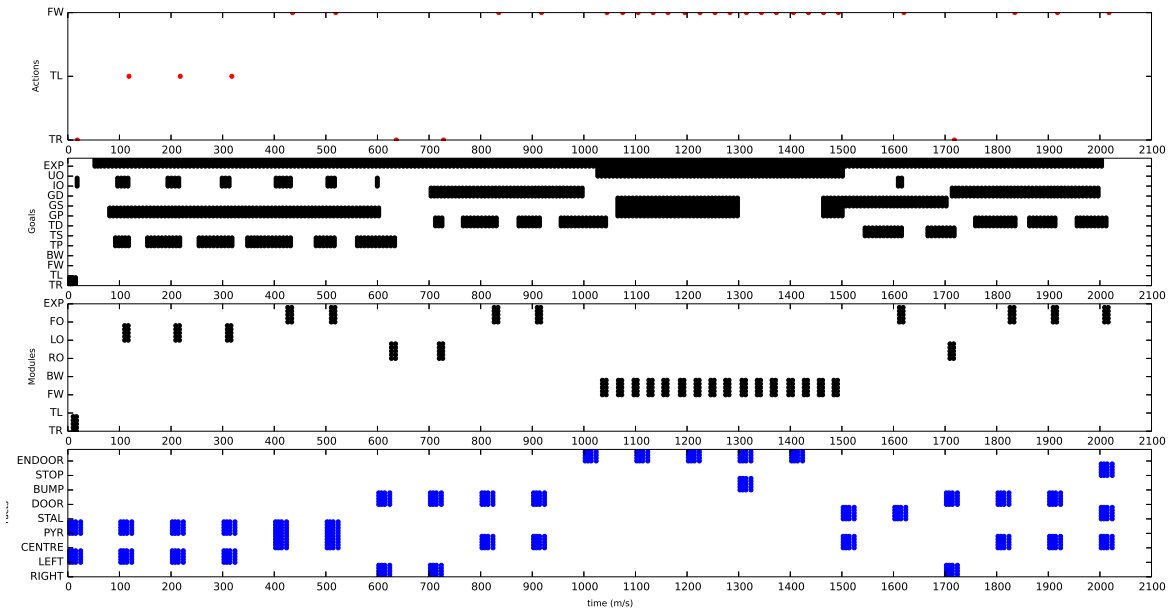 FW
TL
TR
Actions
0 100 200 300 400 500 600 700 800 900 1000 1100 1200 1300 1400 1500 1600 1700 1800 1900 2000 2100
EXP
UO
IO
GD
GS
GP
TD
TS
TP
BW
FW
TL
TR
Goals
0 100 200 300 400 500 600 700 800 900 1000 1100 1200 1300 1400 1500 1600 1700 1800 1900 2000 2100
EXP
FO
LO
RO
BW
FW
TL
TR
Modules
0 100 200 300 400 500 600 700 800 900 1000 1100 1200 1300 1400 1500 1600 1700 1800 1900 2000 2100
ENDOOR
STOP
BUMP
DOOR
STAL
PYR
CENTRE
LEFT
RIGHT
0 100 200 300 400 500 600 700 800 900 1000 1100 1200 1300 1400 1500 1600 1700 1800 1900 2000 2100
time (m/s)